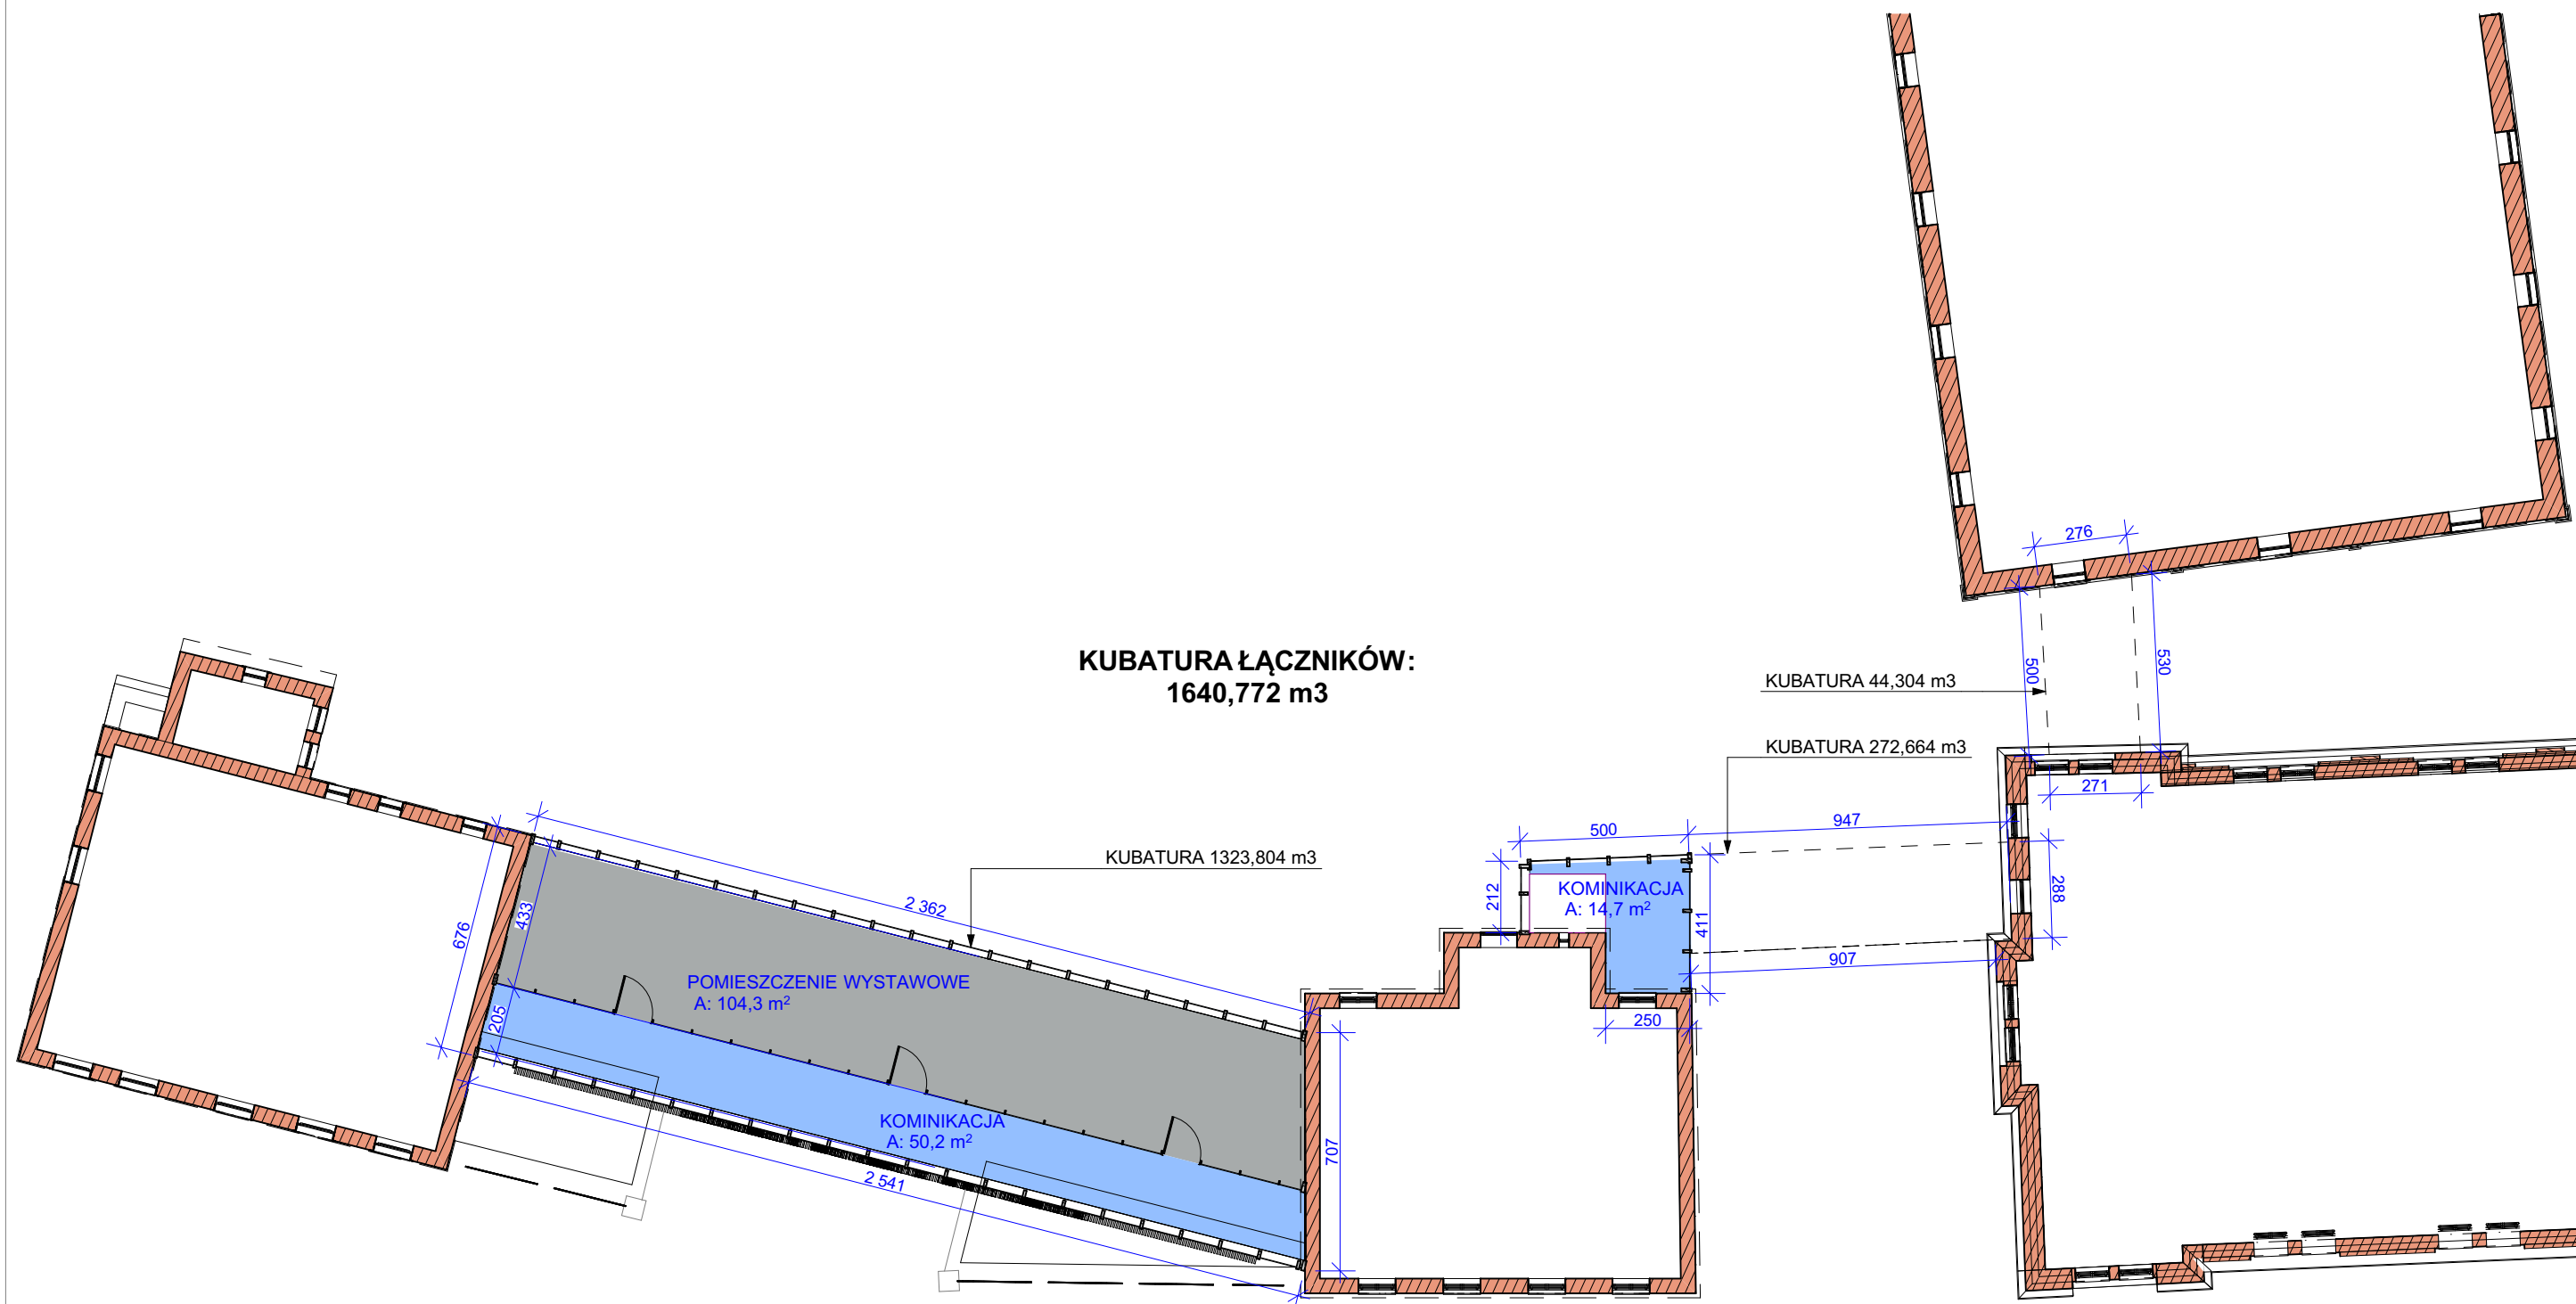 276
500
530
KUBATURA ŁĄCZNIKÓW:
1640,772 m3
KUBATURA 44,304 m3
KUBATURA 272,664 m3
271
500
947
KUBATURA 1323,804 m3
288
212
KOMINIKACJA
A: 14,7 m²
411
2 362
433
676
907
POMIESZCZENIE WYSTAWOWE
A: 104,3 m²
205
250
KOMINIKACJA
A: 50,2 m²
707
2 541